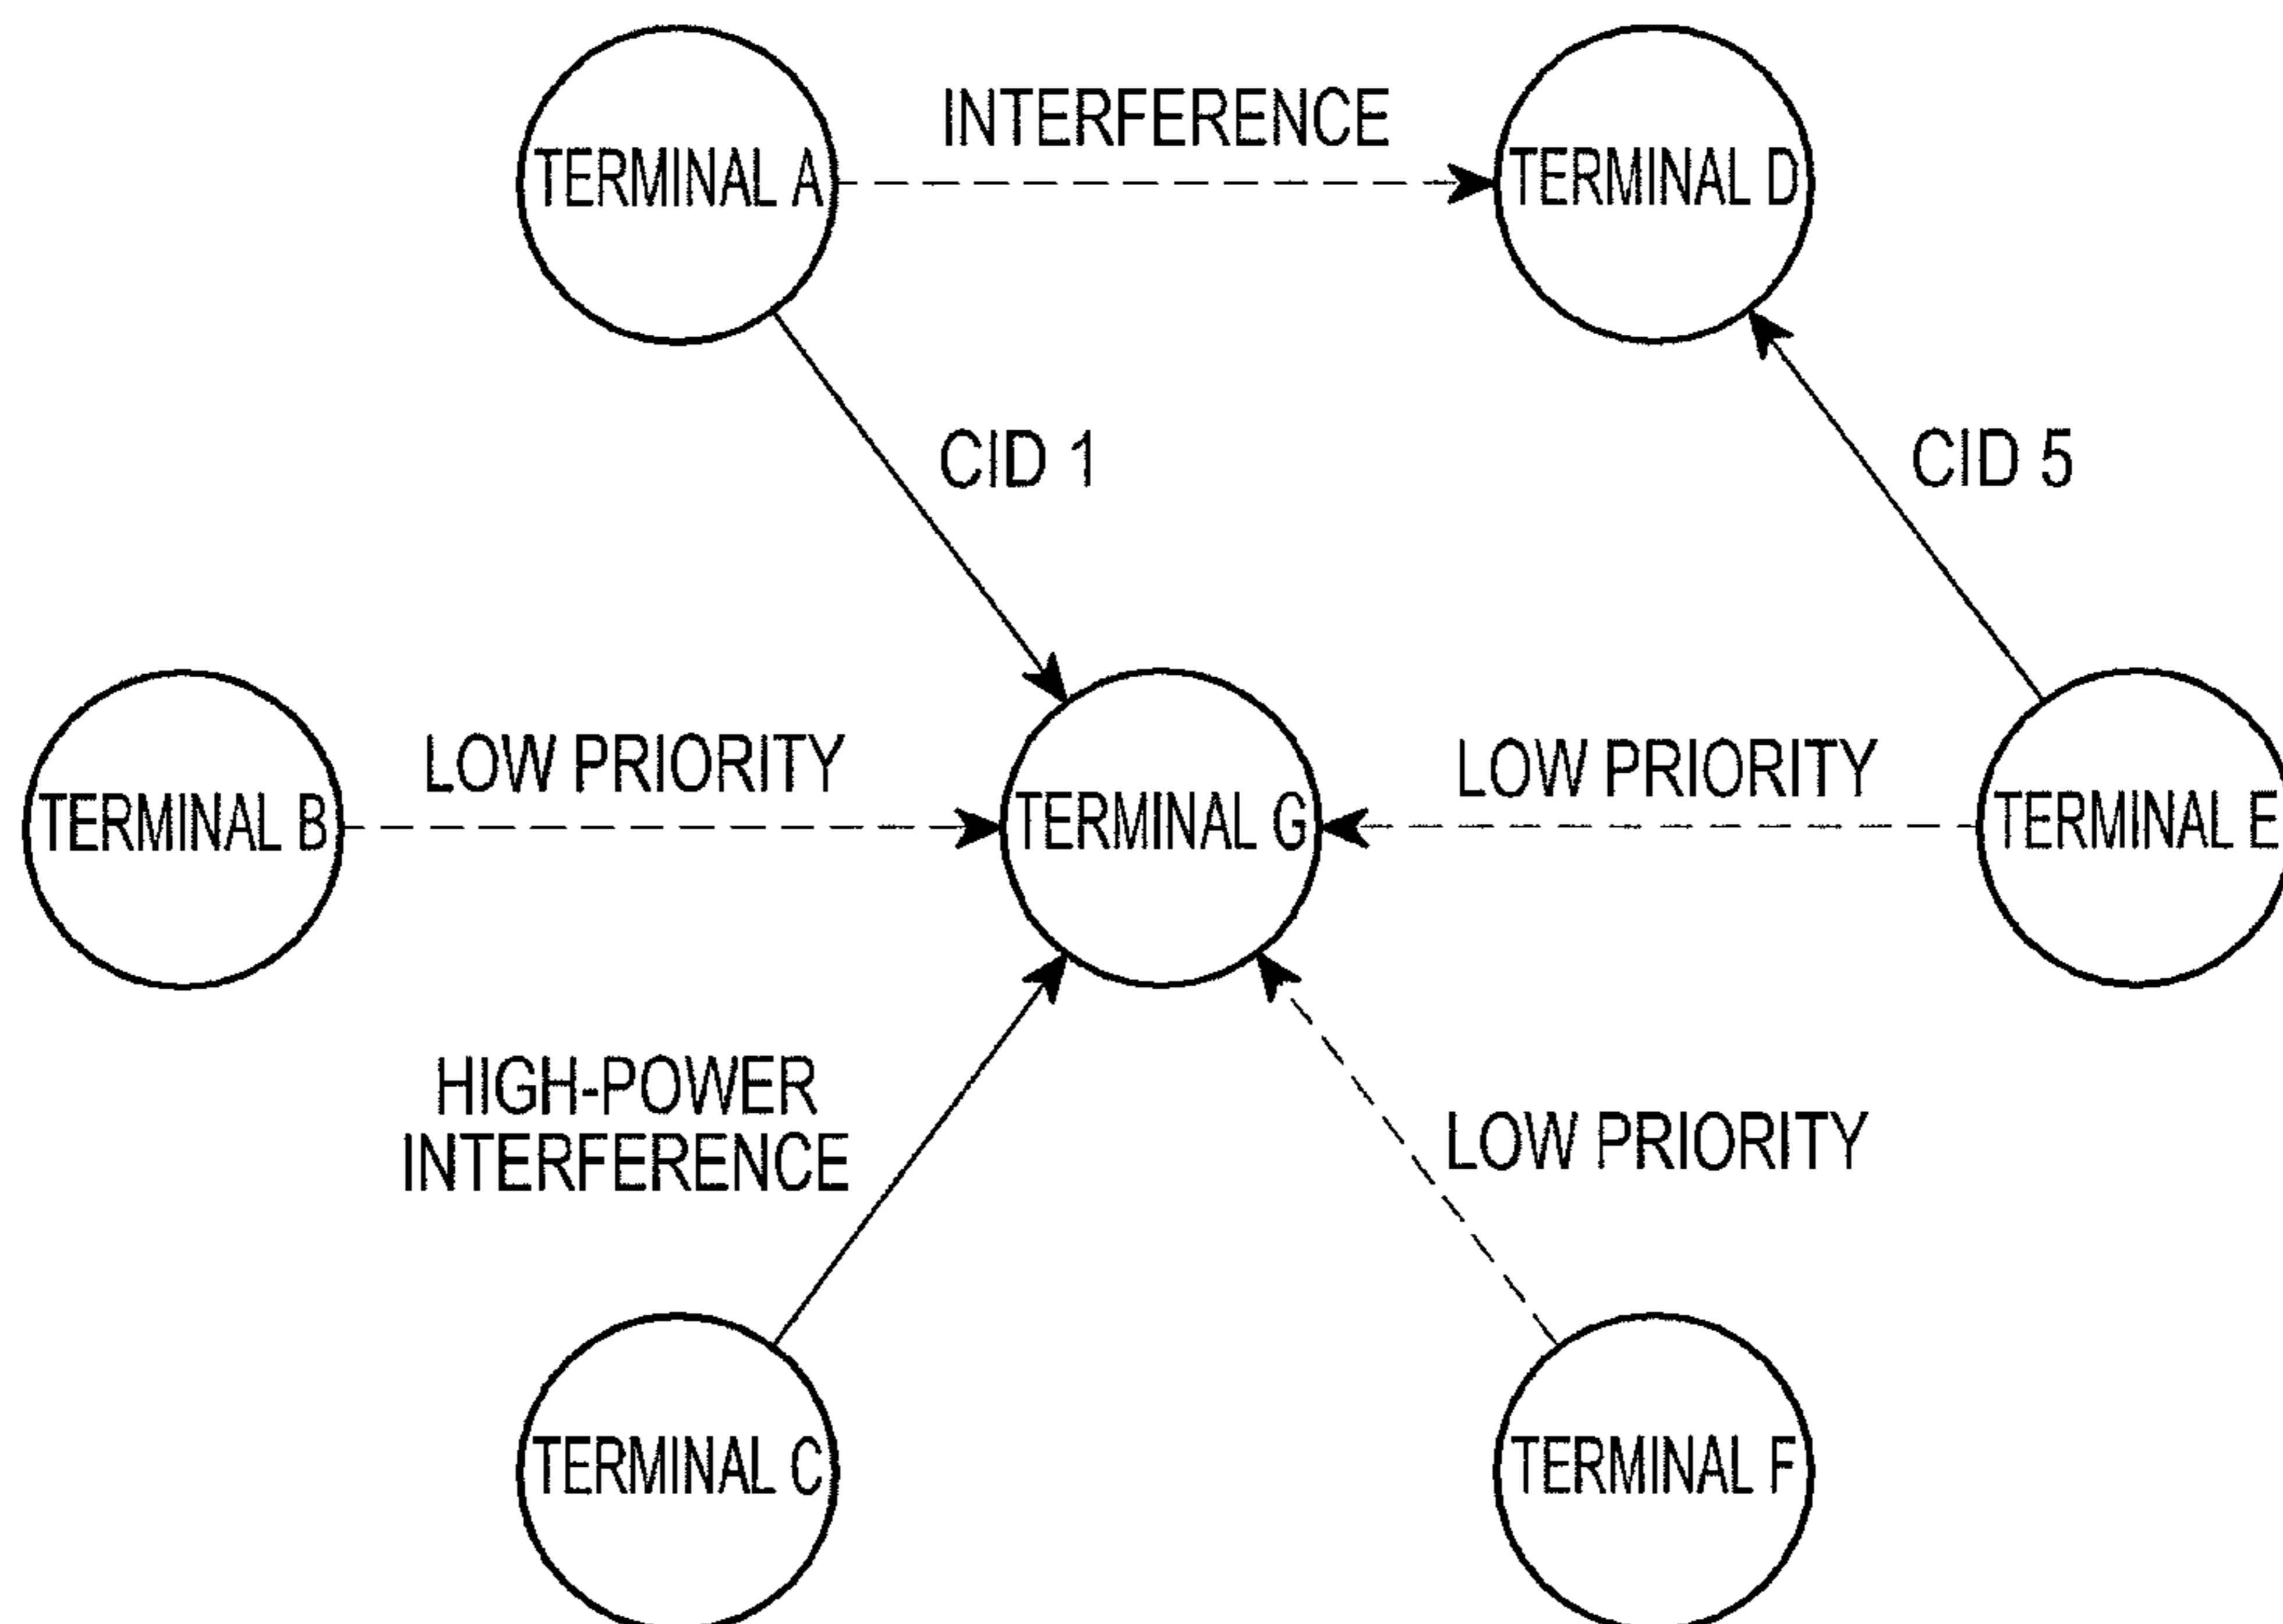 TERMINAL A
INTERFERENCE
TERMINAL D
CID 1
CID 5
TERMINAL B
LOW PRIORITY
TERMINAL G
LOW PRIORITY
TERMINAL E
HIGH-POWER
INTERFERENCE
LOW PRIORITY
TERMINAL C
TERMINAL F